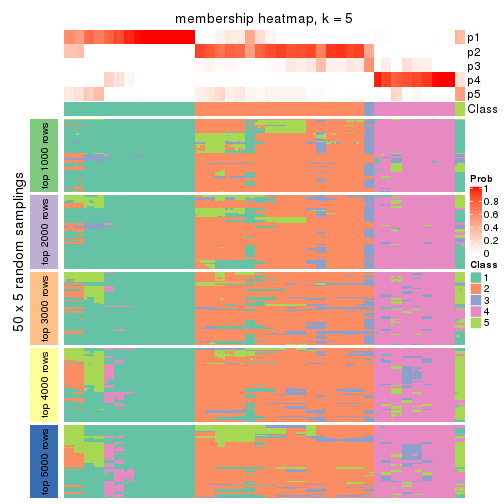 membership heatmap, k = 5
p1
p2
p3
p4
p5
Class
50 x 5 random samplings
top 1000 rows
top 2000 rows
top 3000 rows
top 4000 rows
top 5000 rows
Prob
1
0.8
0.6
0.4
0.2
0
Class
1
2
3
4
5